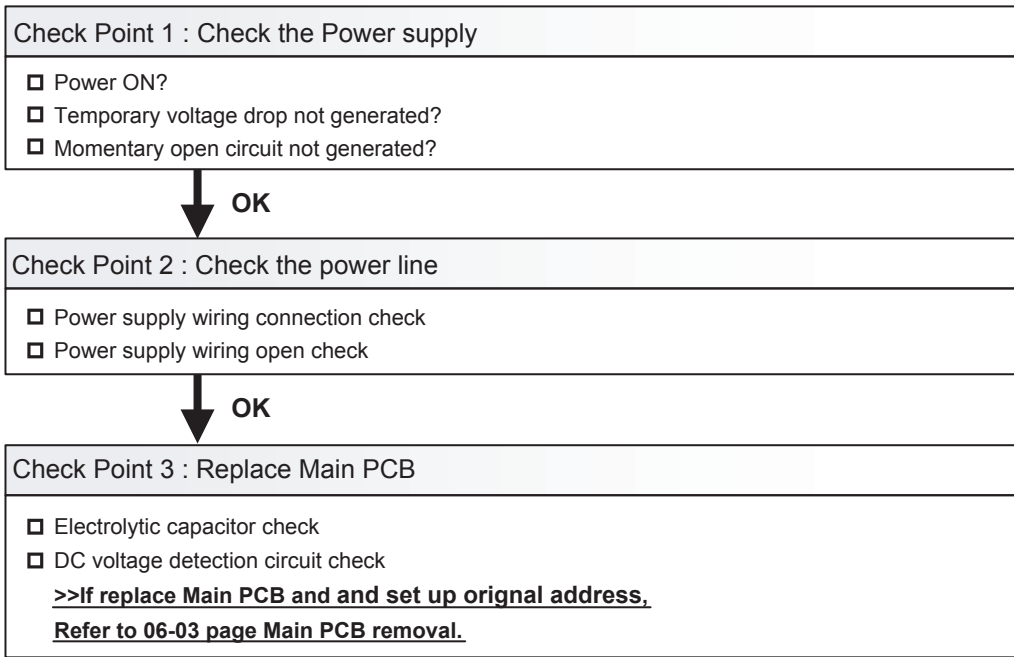 Check Point 1 : Check the Power supply
Power ON?
Temporary voltage drop not generated?
Momentary open circuit not generated?
OK
Check Point 2 : Check the power line
Power supply wiring connection check
Power supply wiring open check
OK
Check Point 3 : Replace Main PCB
Electrolytic capacitor check
DC voltage detection circuit check
>>If replace Main PCB and and set up orignal address,
Refer to 06-03 page Main PCB removal.